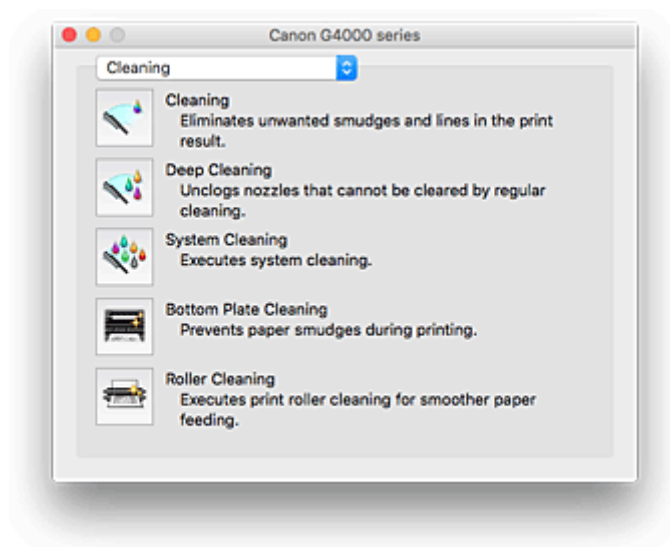 Canon G4000 series
Cleaning
Cleaning
Eliminates unwanted smudges and lines in the print
result.
Deep Cleaning
Unclogs nozzles that cannot be cleared by regular
cleaning.
System Cleaning
Executes system cleaning.
Bottom Plate Cleaning
Prevents paper smudges during printing.
Roller Cleaning
Executes print roller cleaning for smoother paper
feeding.